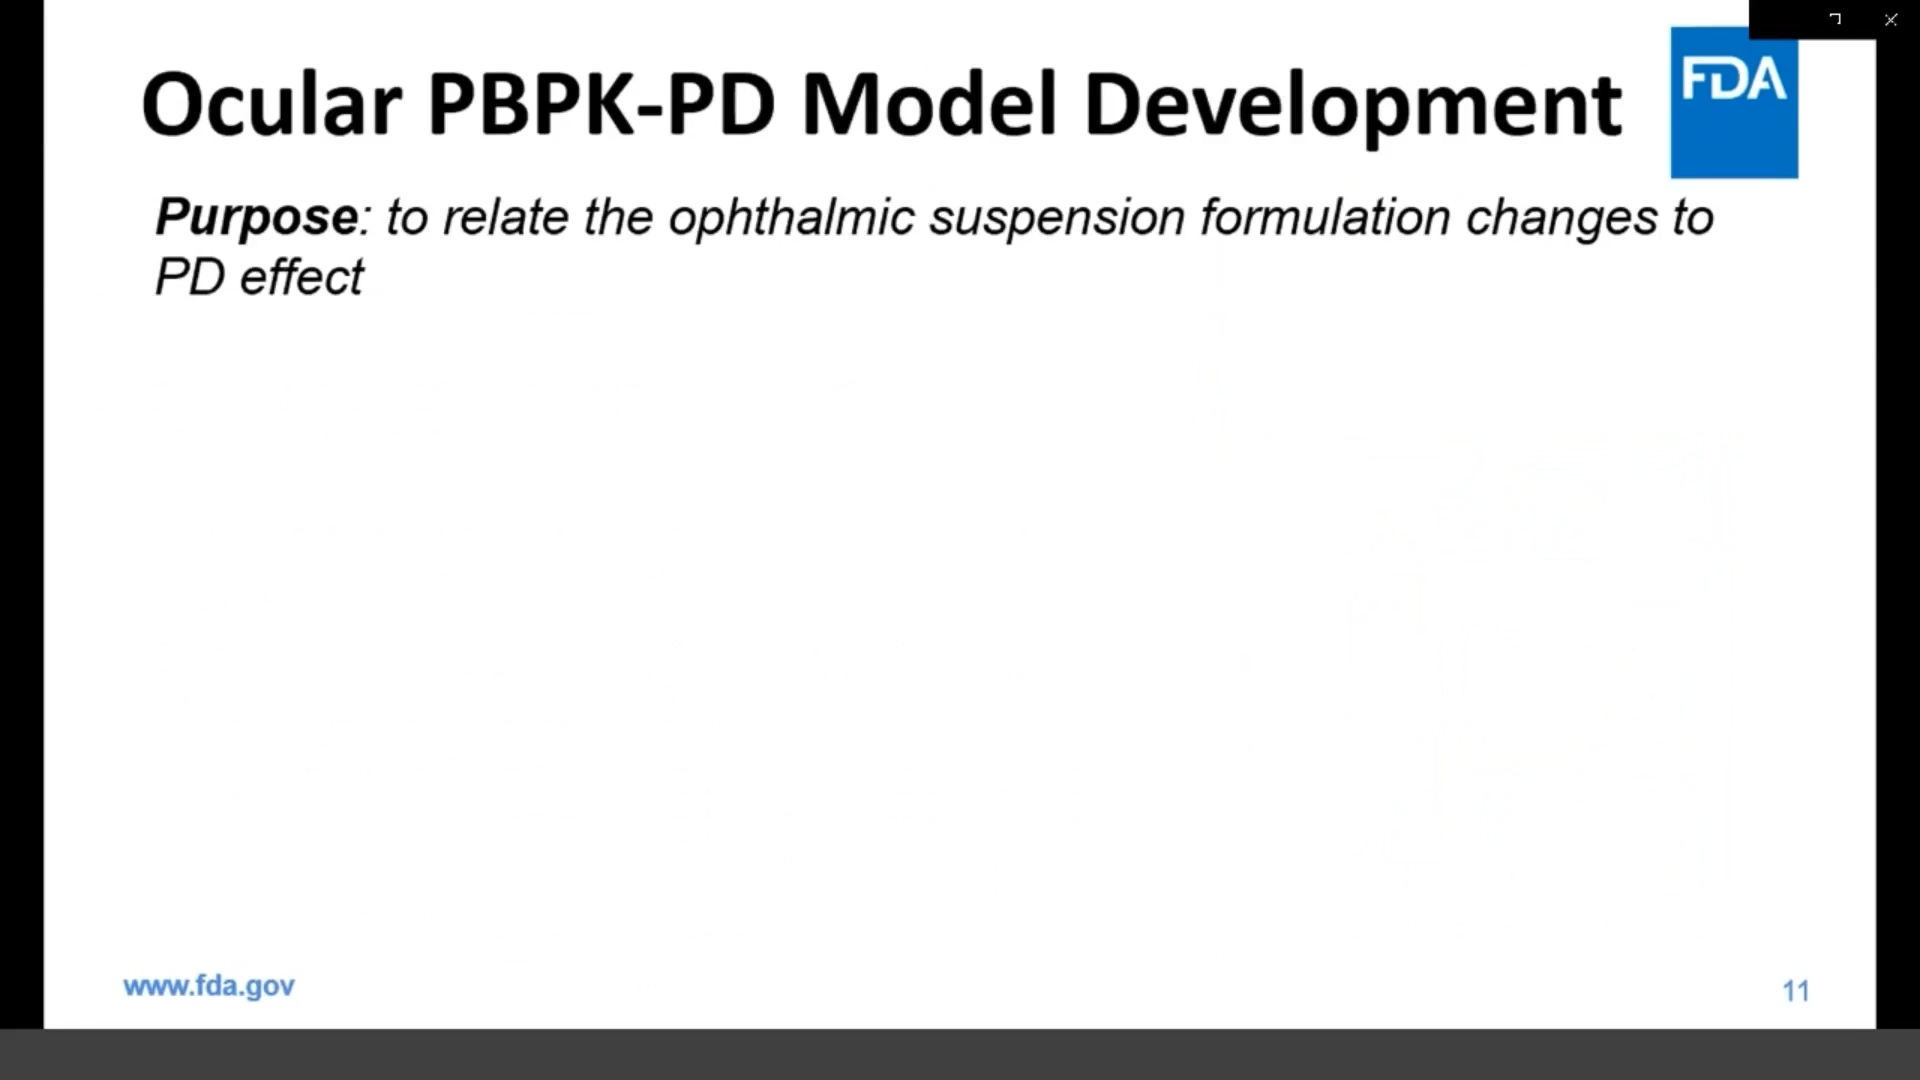 Ocular PBPK-PD Model Development
FDA
Purpose: to relate the ophthalmic suspension formulation changes to
PD effect
www.fda.gov
11